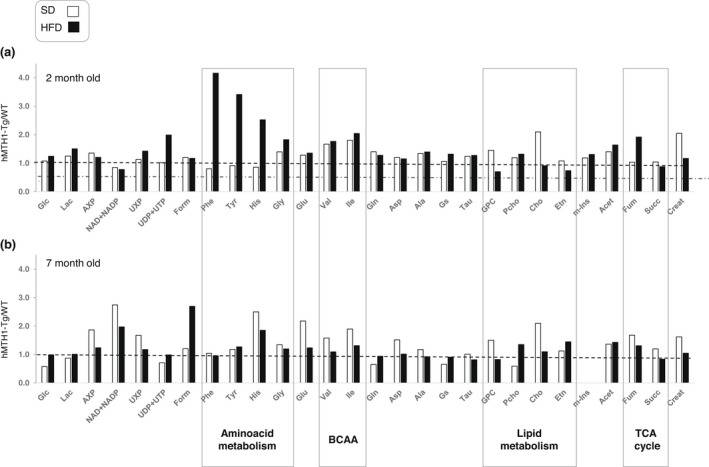 SD
HFD
(a)
2 month old
hMTH1-Tg/WT
4.0
3.0
2.0
1.0
0.0
Glc
Lac
AXP
NAD+NADP
UXP
UDP+UTP
Form
Phe
Tyr
His
Gly
Glu
Val
Ile
Gln
Asp
Ala
Gs
Tau
GPC
Pcho
Cho
Etn
m-Ins
Acet
Fum
Succ
Creat
(b)
7 month old
hMTH1-Tg/WT
4.0
3.0
2.0
1.0
0.0
Glc
Lac
AXP
NAD+NADP
UXP
UDP+UTP
Form
Phe
Tyr
His
Gly
Glu
Val
Ile
Gln
Asp
Ala
Gs
Tau
GPC
Pcho
Cho
Etn
m-Ins
Acet
Fum
Succ
Creat
Aminoacid
metabolism
BCAA
Lipid
metabolism
TCA
cycle